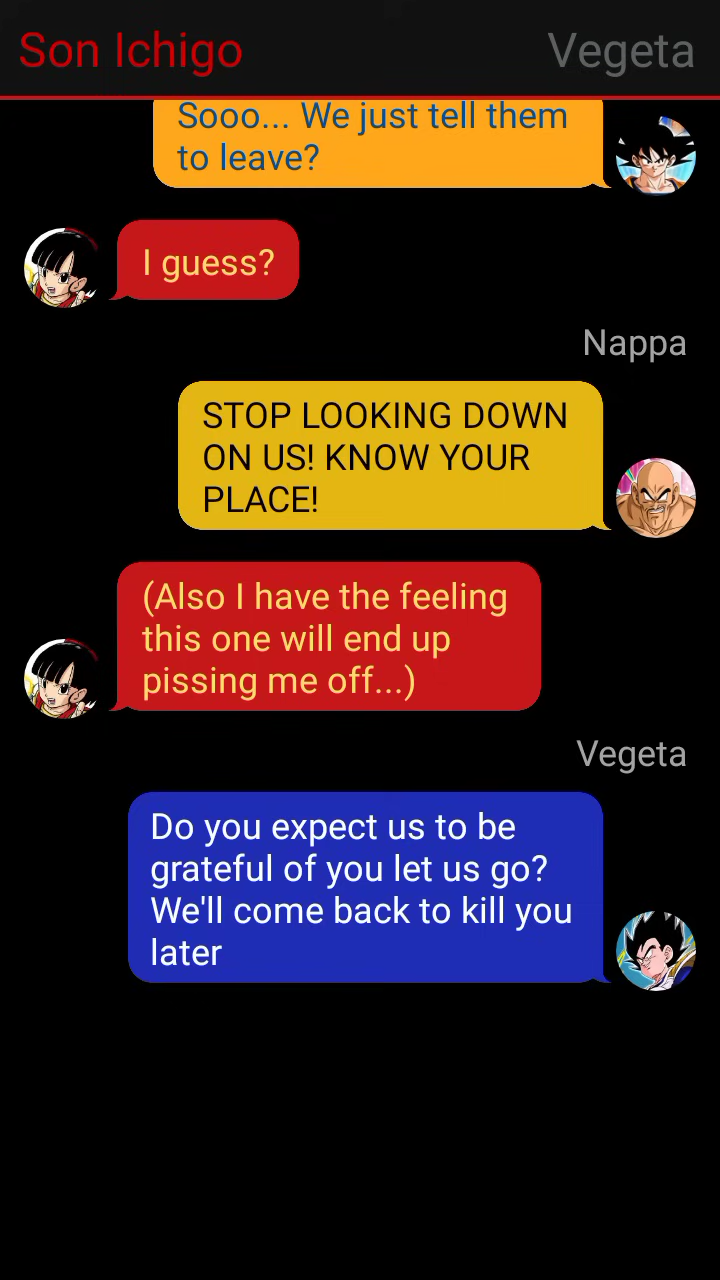 Son Ichigo
Vegeta
Sooo... We just tell them
to leave?
I guess?
Nappa
STOP LOOKING DOWN
ON US! KNOW YOUR
PLACE!
(Also I have the feeling
this one will end up
pissing me off...)
Vegeta
Do you expect us to be
grateful of you let us go?
We'll come back to kill you
later